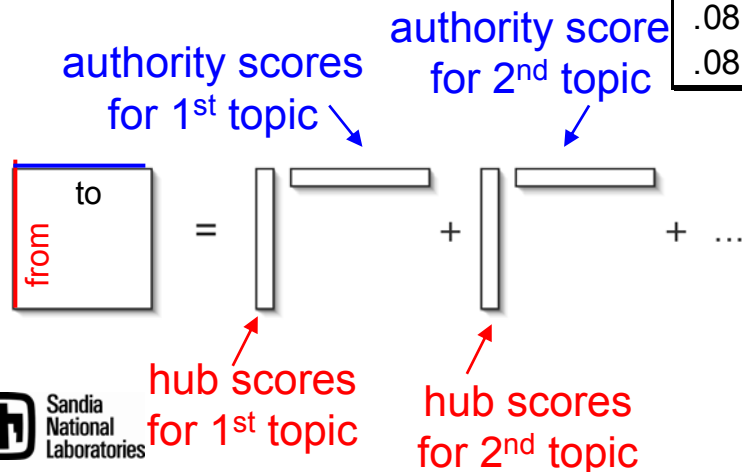 authority scores
for 1st topic
authority score
for 2nd topic
.08
.08
to
from
=
+
+ ...
hub scores
for 1st topic
hub scores
for 2nd topic
Sandia
National
Laboratories